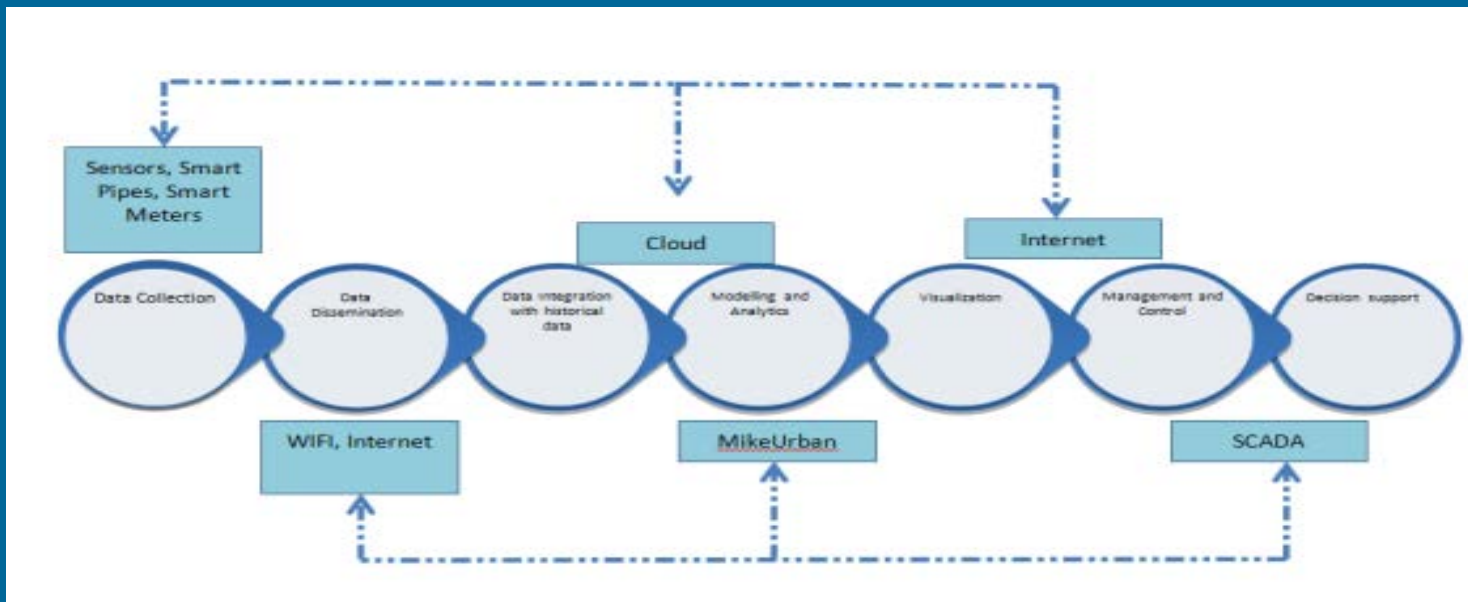 Sensors, Smart
Pipes, Smart
Meters
Cloud
Internet
Data Collection
Data
Dissemination
Data Integration
with historical
data
Modelling and
Analytics
Visualization
Management and
Control
Decision support
WIFI, Internet
MikeUrban
SCADA